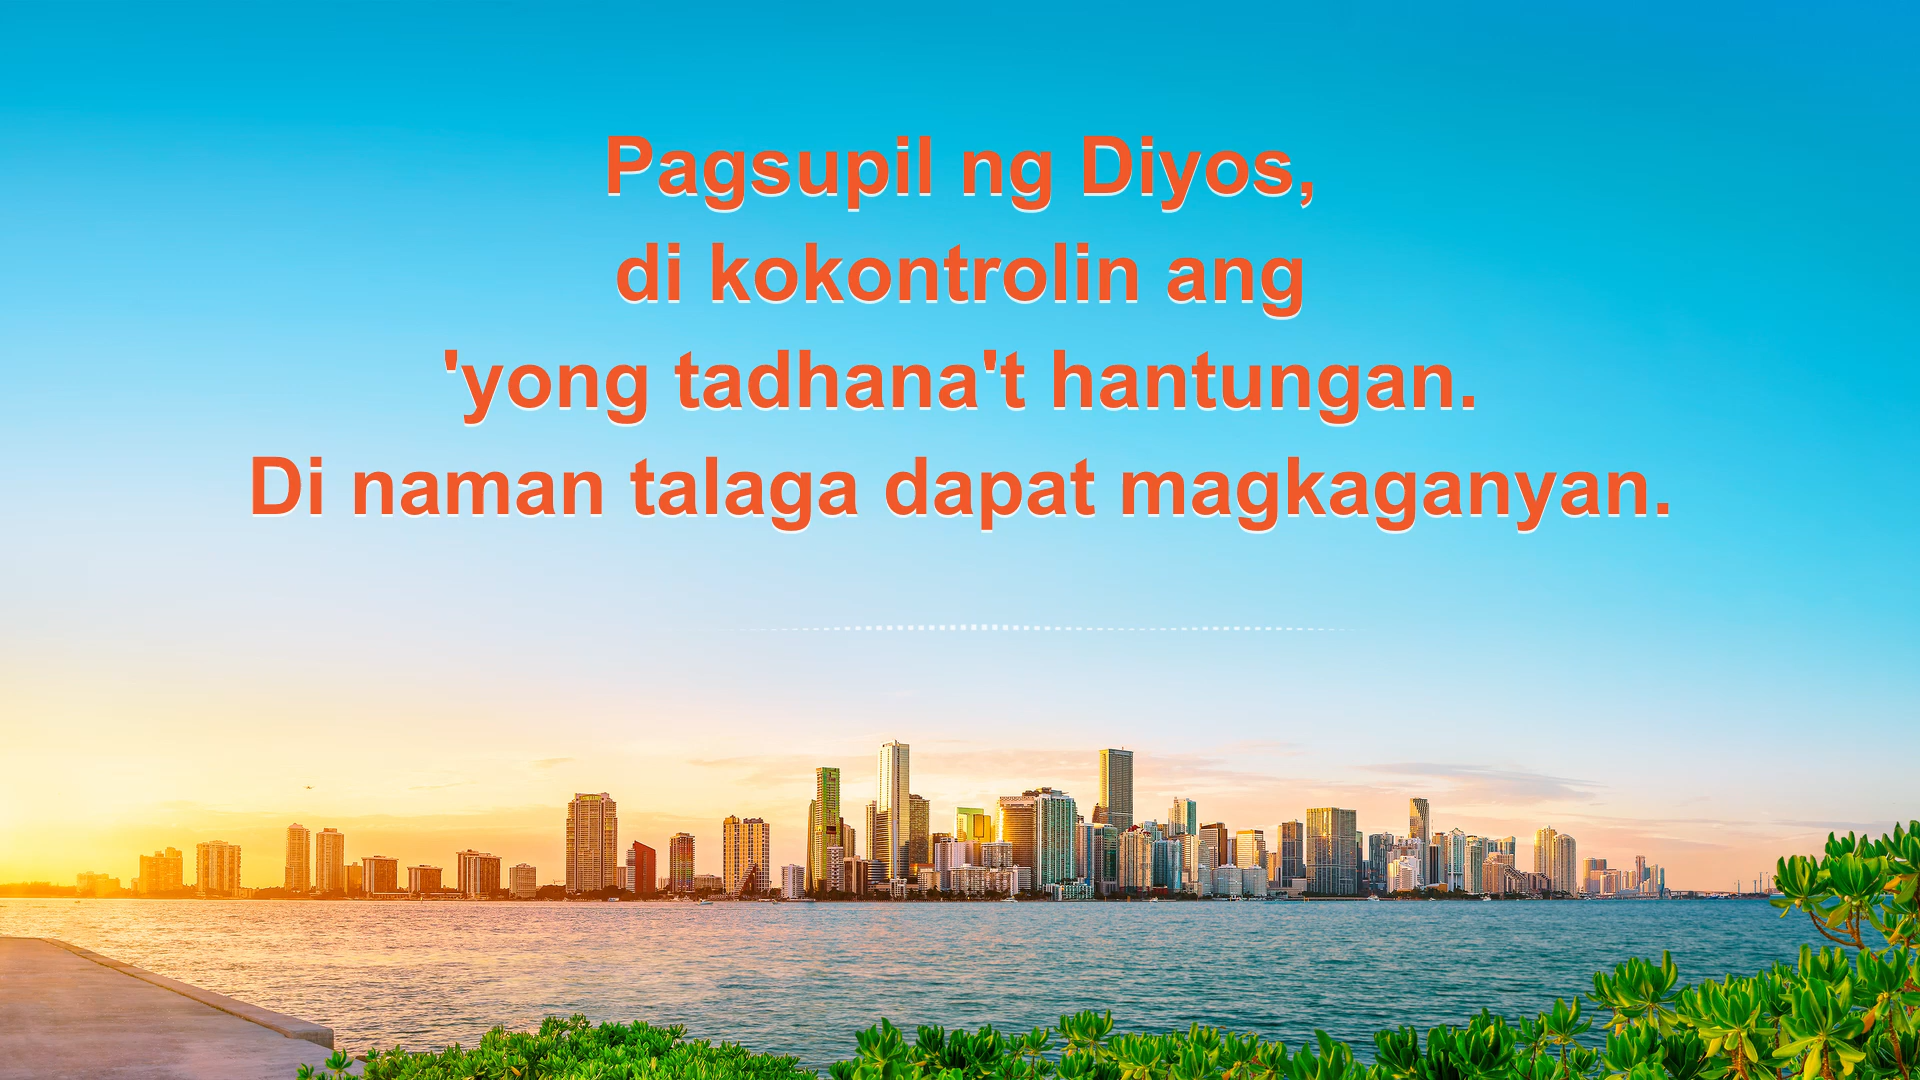 Pagsupil ng Diyos,
di kokontrolin ang
'yong tadhana't hantungan.
Di naman talaga dapat magkaganyan.